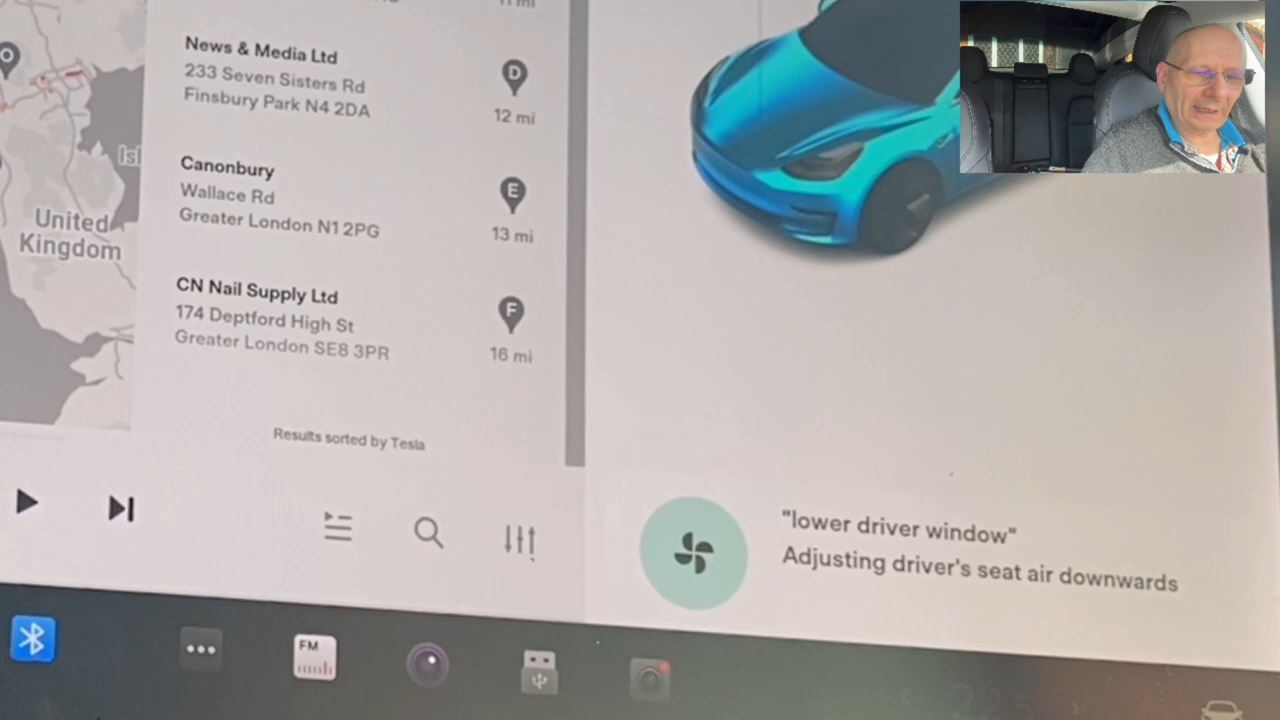 News & Media Ltd
233 Seven Sisters Rd
Finsbury Park N4 2DA
D
12 mi
Canonbury
Wallace Rd
Greater London N1 2PG
E
13 mi
CN Nail Supply Ltd
174 Deptford High St
Greater London SE8 3PR
F
16 mi
Results sorted by Tesla
O
Isl
United
Kingdom
"lower driver window"
Adjusting driver's seat air downwards
FM